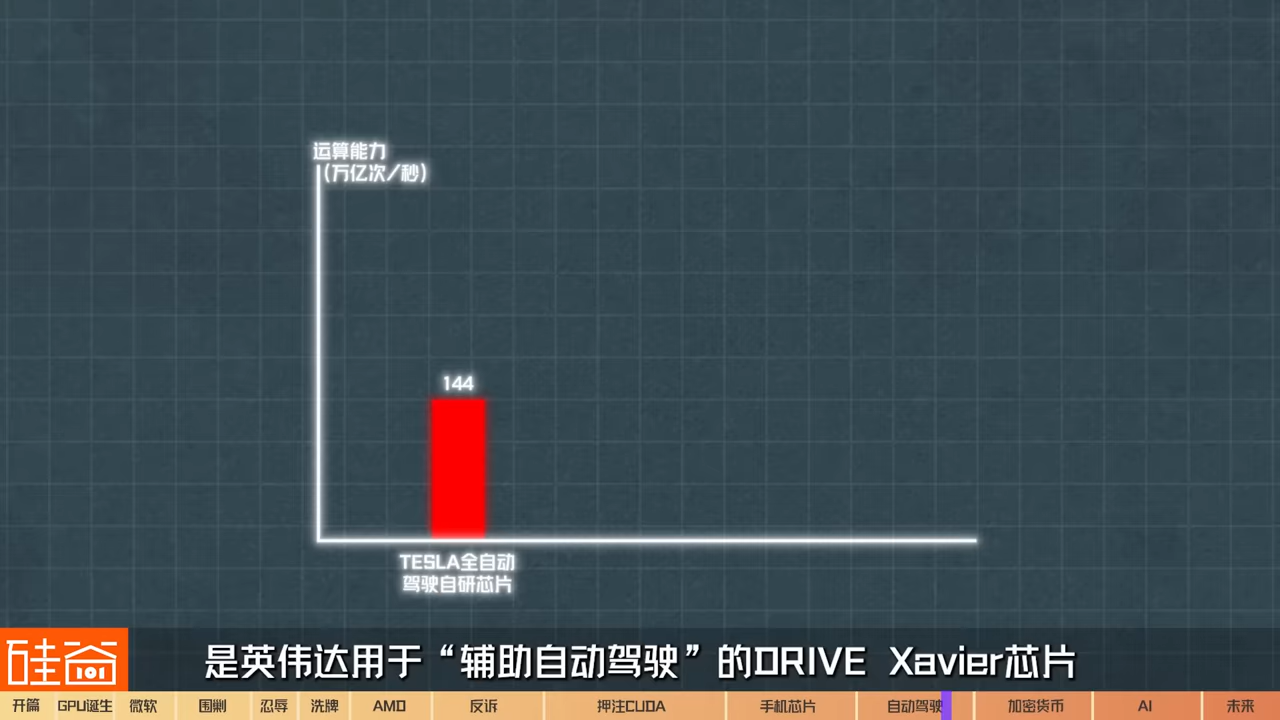 运算能力
(万亿次/秒)
144
TESLA全自动
驾驶自研芯片
是英伟达用于“辅助自动驾驶”的DRIVE Xavier芯片
硅谷101
开篇 GPU诞生 微软 围剿 忍辱 洗牌 AMD 反诉 押注CUDA 手机芯片 自动驾驶 加密货币 AI 未来